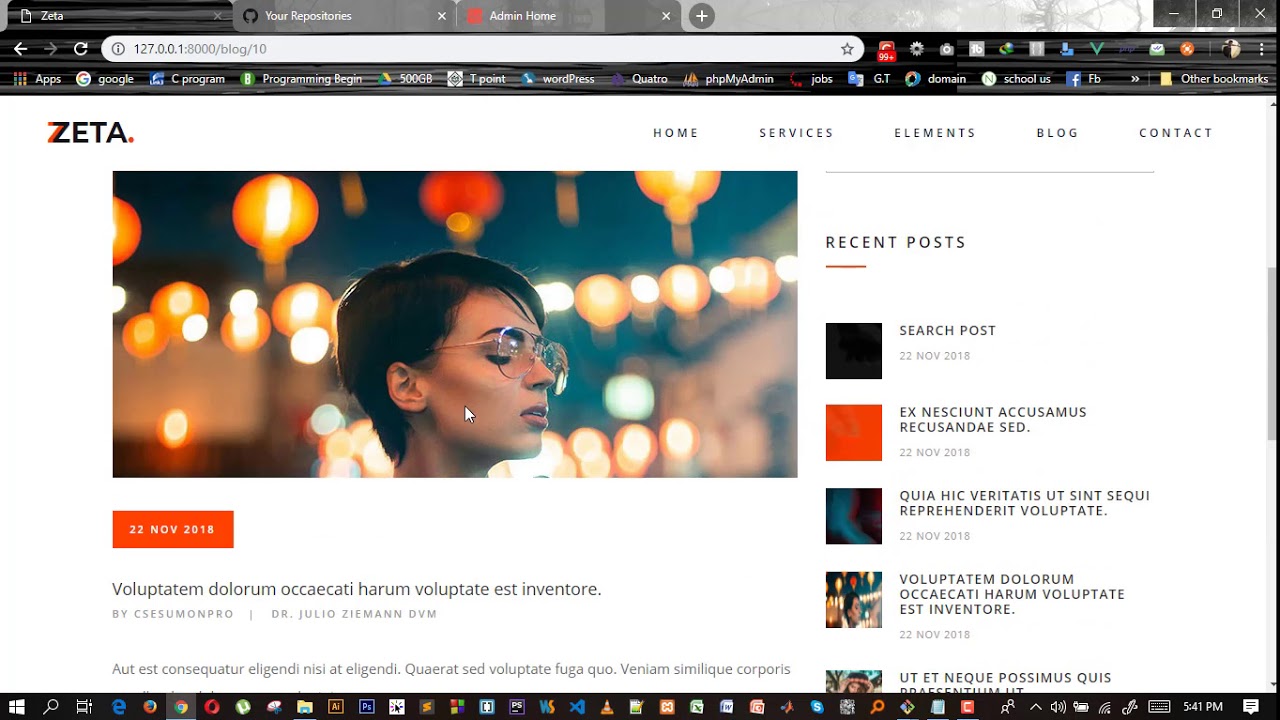 Zeta
Your Repositories
Admin Home
127.0.0.1:8000/blog/10
99+
Apps
google
C program
Programming Begin
500GB
T point
wordPress
Quatro
phpMyAdmin
jobs
G.T
domain
school us
Fb
»
Other bookmarks
ZETA.
HOME
SERVICES
ELEMENTS
BLOG
CONTACT
22 NOV 2018
Voluptatem dolorum occaecati harum voluptate est inventore.
BY CSESUMONPRO | DR. JULIO ZIEMANN DVM
Aut est consequatur eligendi nisi at eligendi. Quaerat sed voluptate fuga quo. Veniam similique corporis
RECENT POSTS
SEARCH POST
22 NOV 2018
EX NESCIUNT ACCUSAMUS
RECUSANDAE SED.
22 NOV 2018
QUIA HIC VERITATIS UT SINT SEQUI
REPREHENDERIT VOLUPTATE.
22 NOV 2018
VOLUPTATEM DOLORUM
OCCAECATI HARUM VOLUPTATE
EST INVENTORE.
22 NOV 2018
UT ET NEQUE POSSIMUS QUIS
PRAESENTIUM UT
5:41 PM